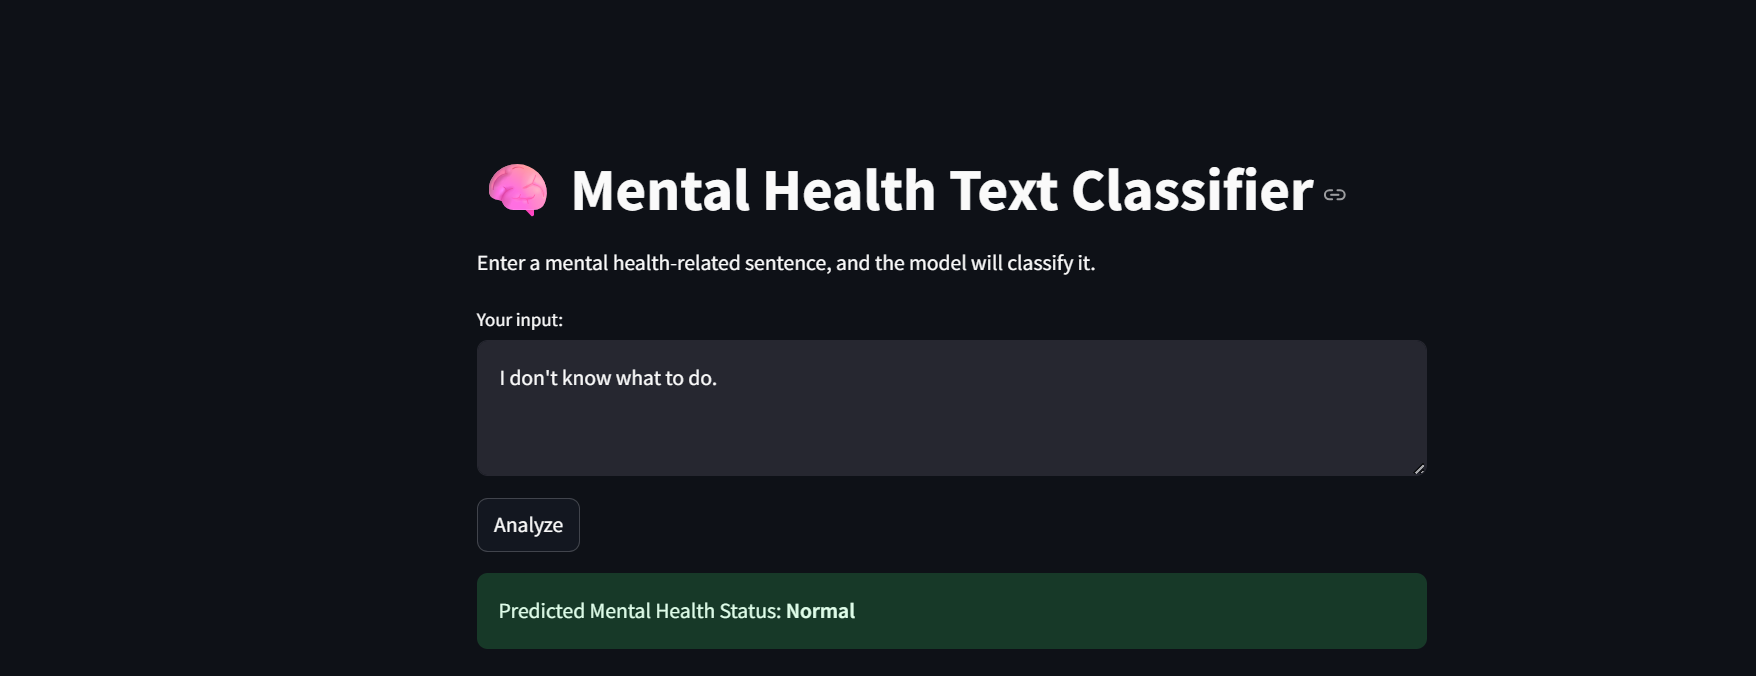 Mental Health Text Classifier
Enter a mental health-related sentence, and the model will classify it.
Your input:
I don't know what to do.
Analyze
Predicted Mental Health Status: Normal